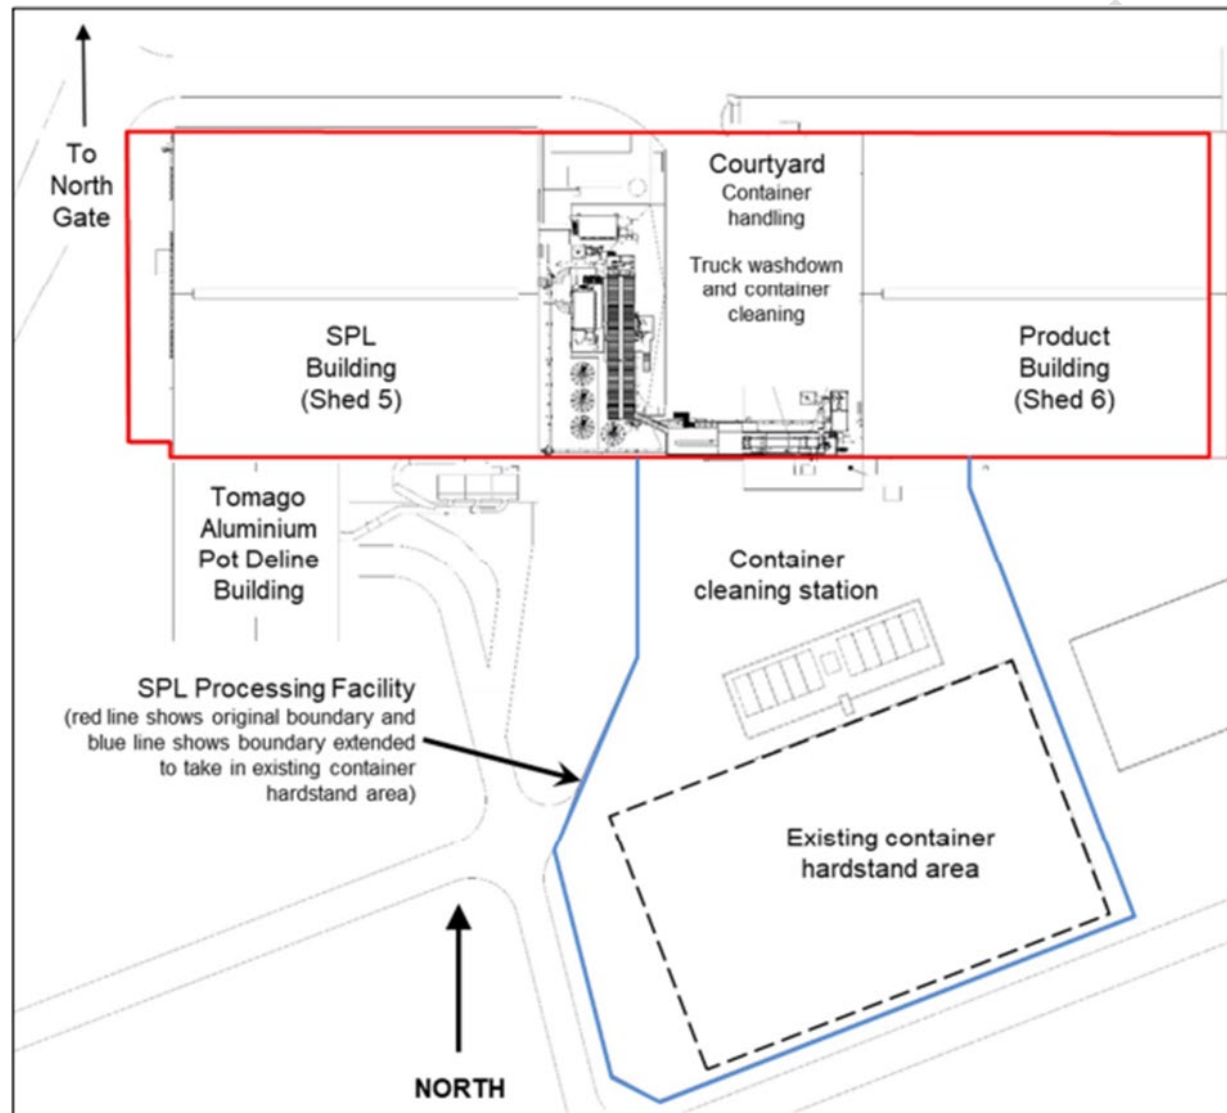 To
North
Gate
Courtyard
Container
handling
Truck washdown
and container
cleaning
SPL
Building
(Shed 5)
Product
Building
(Shed 6)
Tomago
Aluminium
Pot Deline
Building
Container
cleaning station
SPL Processing Facility
(red line shows original boundary and
blue line shows boundary extended
to take in existing container
hardstand area)
Existing container
hardstand area
NORTH